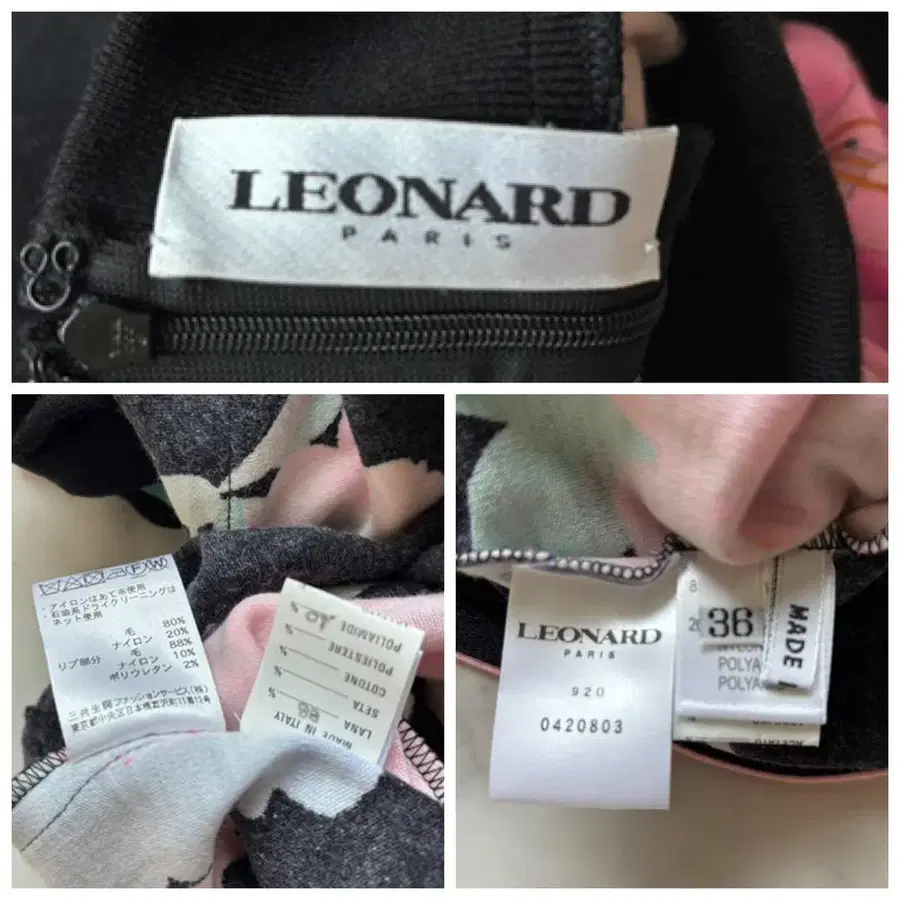 LEONARD
PARIS
・アイロンはあて布使用
・石油系ドライクリーニングは
ネット使用
毛 80%
ナイロン 20%
毛 88%
リブ部分 ナイロン 10%
ポリウレタン 2%
三共生興ファッションサービス(株)
MADE IN ITALY
LANA %
SETA %
COTONE %
POLIESTERE %
POLIAMIDE %
LEONARD
PARIS
920
0420803
36
MADE
POLYA
POLYA